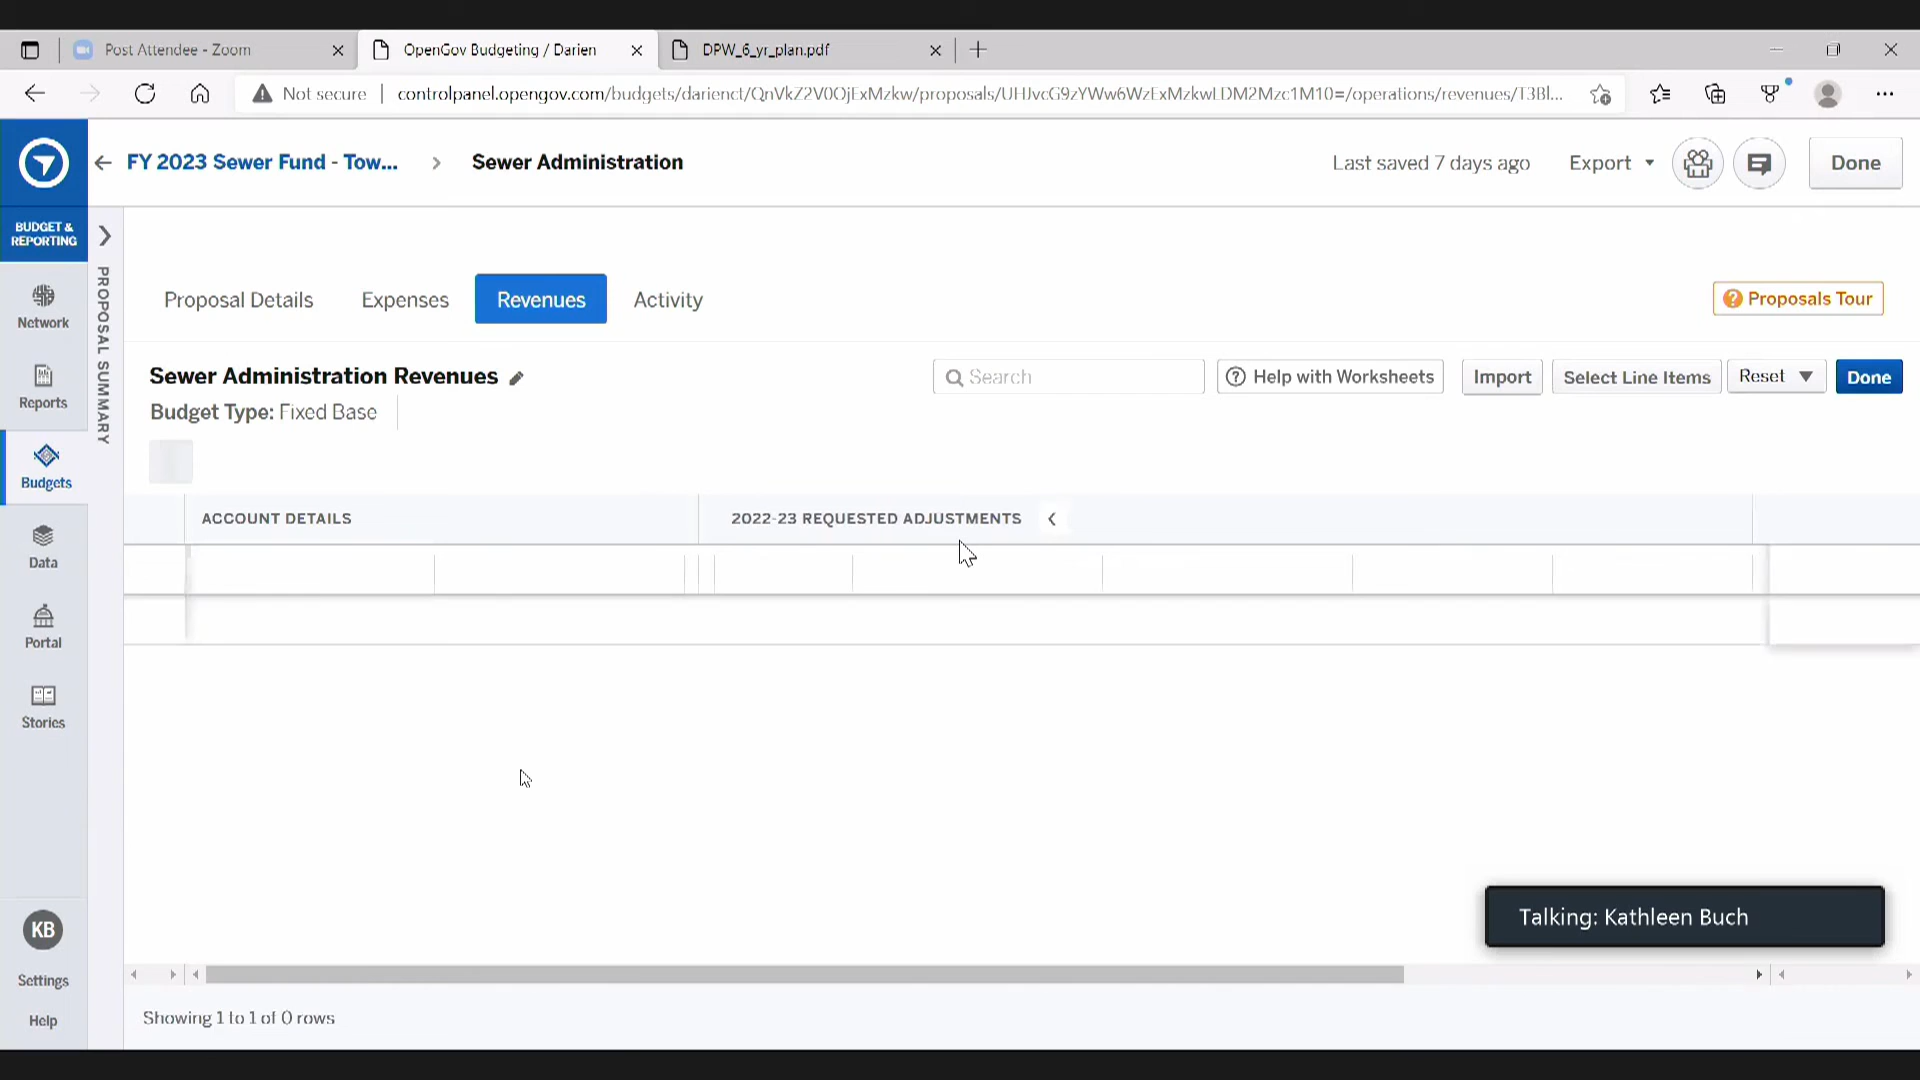 Post Attendee - Zoom
OpenGov Budgeting / Darien
DPW_6_yr_plan.pdf
Not secure
controlpanel.opengov.com/budgets/darienct/QnVkZ2V0OjExMzkw/proposals/UHJvcG9zYWw6WzExMzkwLDM2Mzc1M10=/operations/revenues/T3Bl...
FY 2023 Sewer Fund - Tow...
Sewer Administration
Last saved 7 days ago
Export
Done
BUDGET &
REPORTING
Network
Reports
Budgets
Data
Portal
Stories
KB
Settings
Help
PROPOSAL SUMMARY
Proposal Details
Expenses
Revenues
Activity
Proposals Tour
Sewer Administration Revenues
Search
Help with Worksheets
Import
Select Line Items
Reset
Done
Budget Type: Fixed Base
ACCOUNT DETAILS
2022-23 REQUESTED ADJUSTMENTS
Talking: Kathleen Buch
Showing 1 to 1 of 0 rows